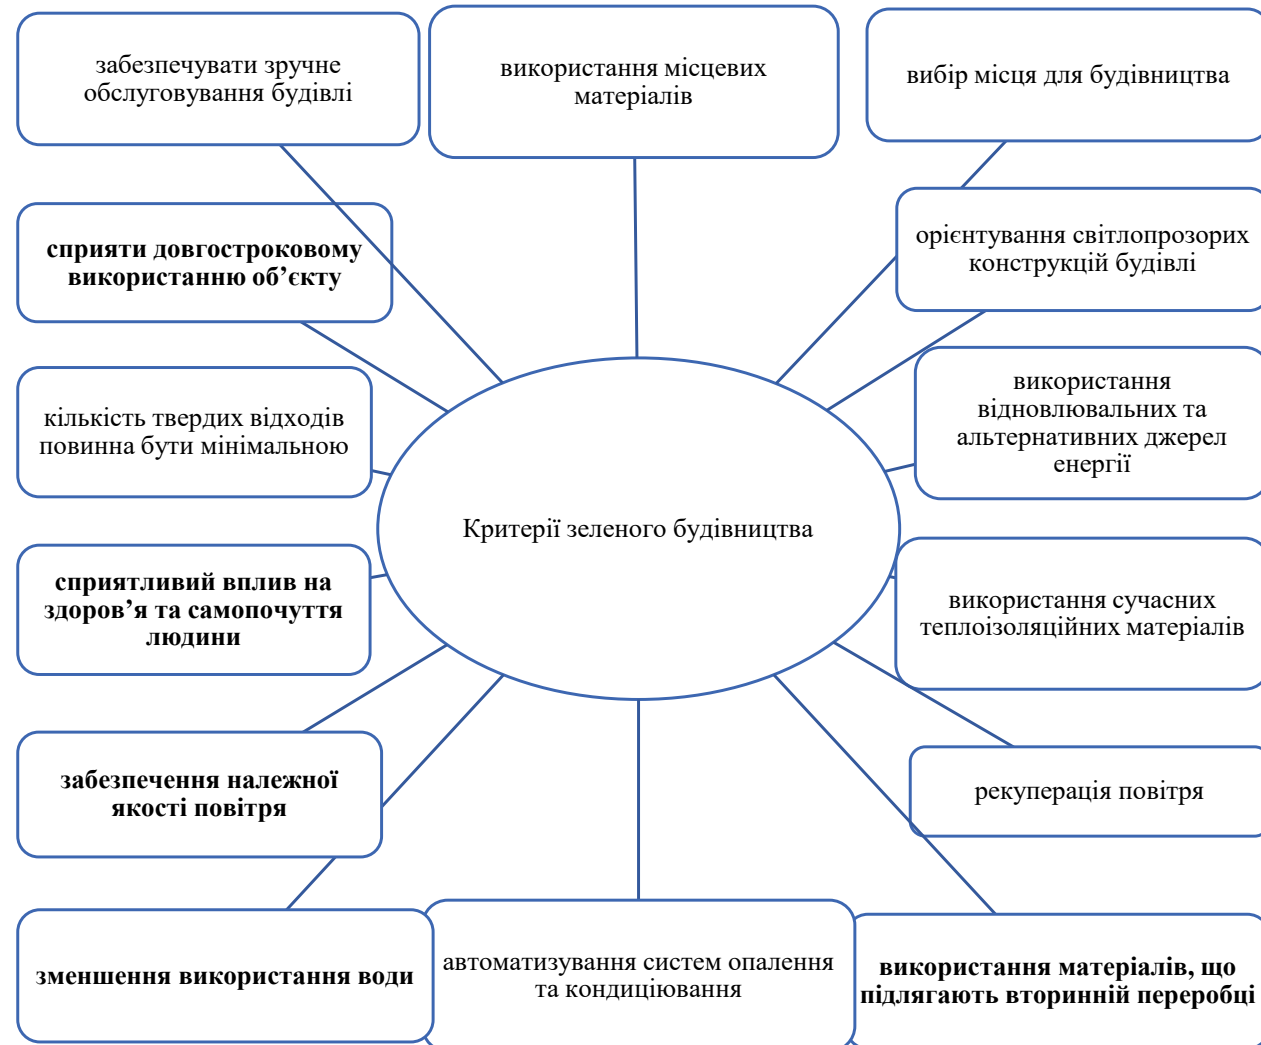 забезпечувати зручне
обслуговування будівлі
використання місцевих
матеріалів
вибір місця для будівництва
сприяти довгостроковому
використанню об’єкту
орієнтування світлопрозорих
конструкцій будівлі
кількість твердих відходів
повинна бути мінімальною
використання
відновлювальних та
альтернативних джерел
енергії
Критерії зеленого будівництва
сприятливий вплив на
здоров’я та самопочуття
людини
використання сучасних
теплоізоляційних матеріалів
забезпечення належної
якості повітря
рекуперація повітря
зменшення використання води
автоматизування систем опалення
та кондиціювання
використання матеріалів, що
підлягають вторинній переробці